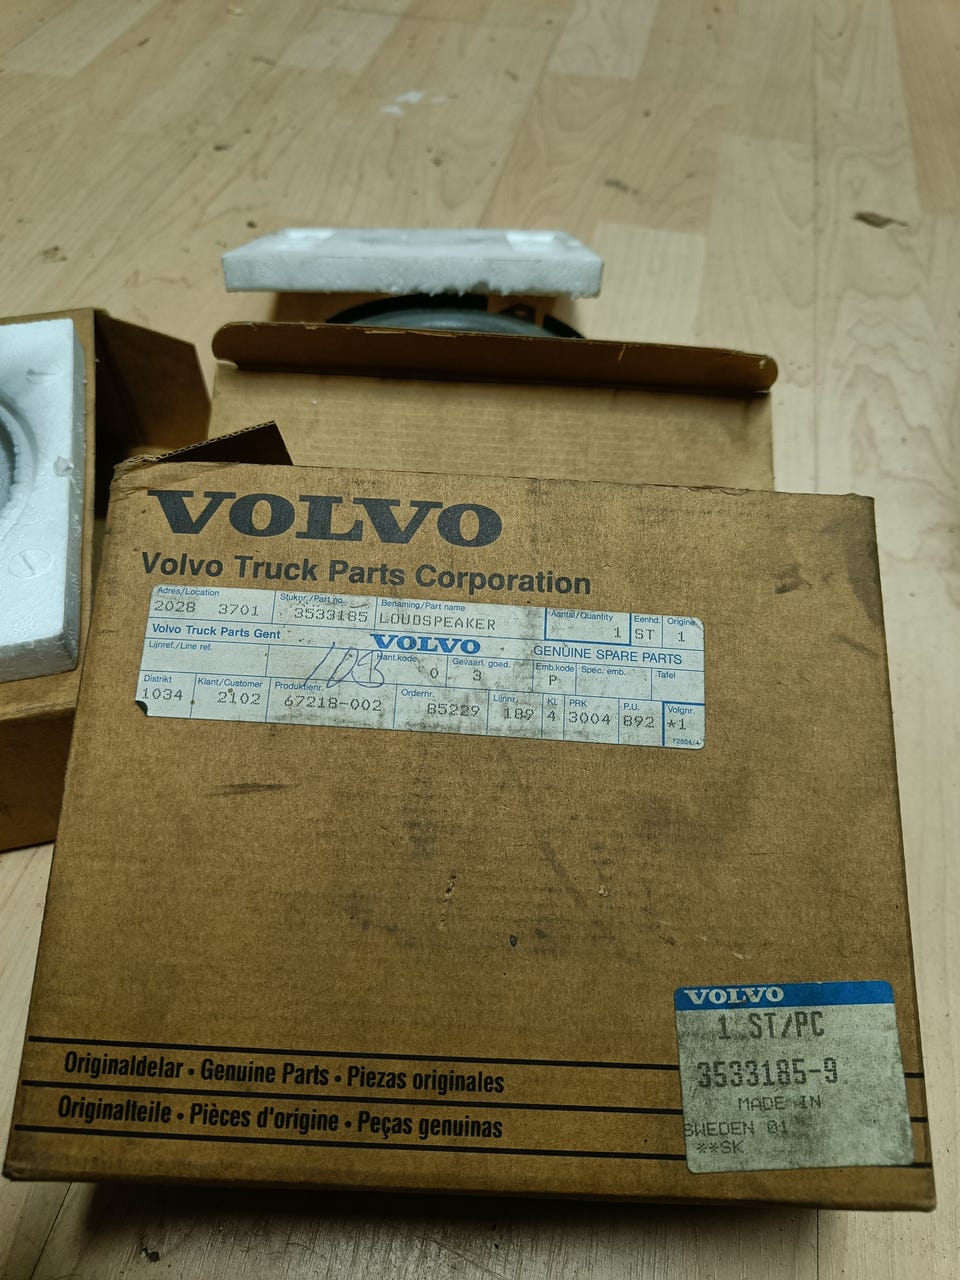 VOLVO
Volvo Truck Parts Corporation
Adres/Location Stuknr./Part no. Benaming/Part name Aantal/Quantity Eenhd. Origine
2028 3701 3533185 LOUDSPEAKER 1 ST 1
Volvo Truck Parts Gent VOLVO GENUINE SPARE PARTS
Lijnref./Line ref. Hant.kode Gevaarl. goed. Emb.kode Spec. emb. Tafel
103 0 3 P
Distrikt Klant/Customer Produktienr. Ordernr. Lijnnr. Kl. PRK P.U. Volgnr.
1034 2102 67218-002 85229 189 4 3004 892 *1
F2654/4
VOLVO
1 ST/PC
3533185-9
MADE IN
SWEDEN 01
**SK
Originaldelar • Genuine Parts • Piezas originales
Originalteile • Pièces d'origine • Peças genuinas